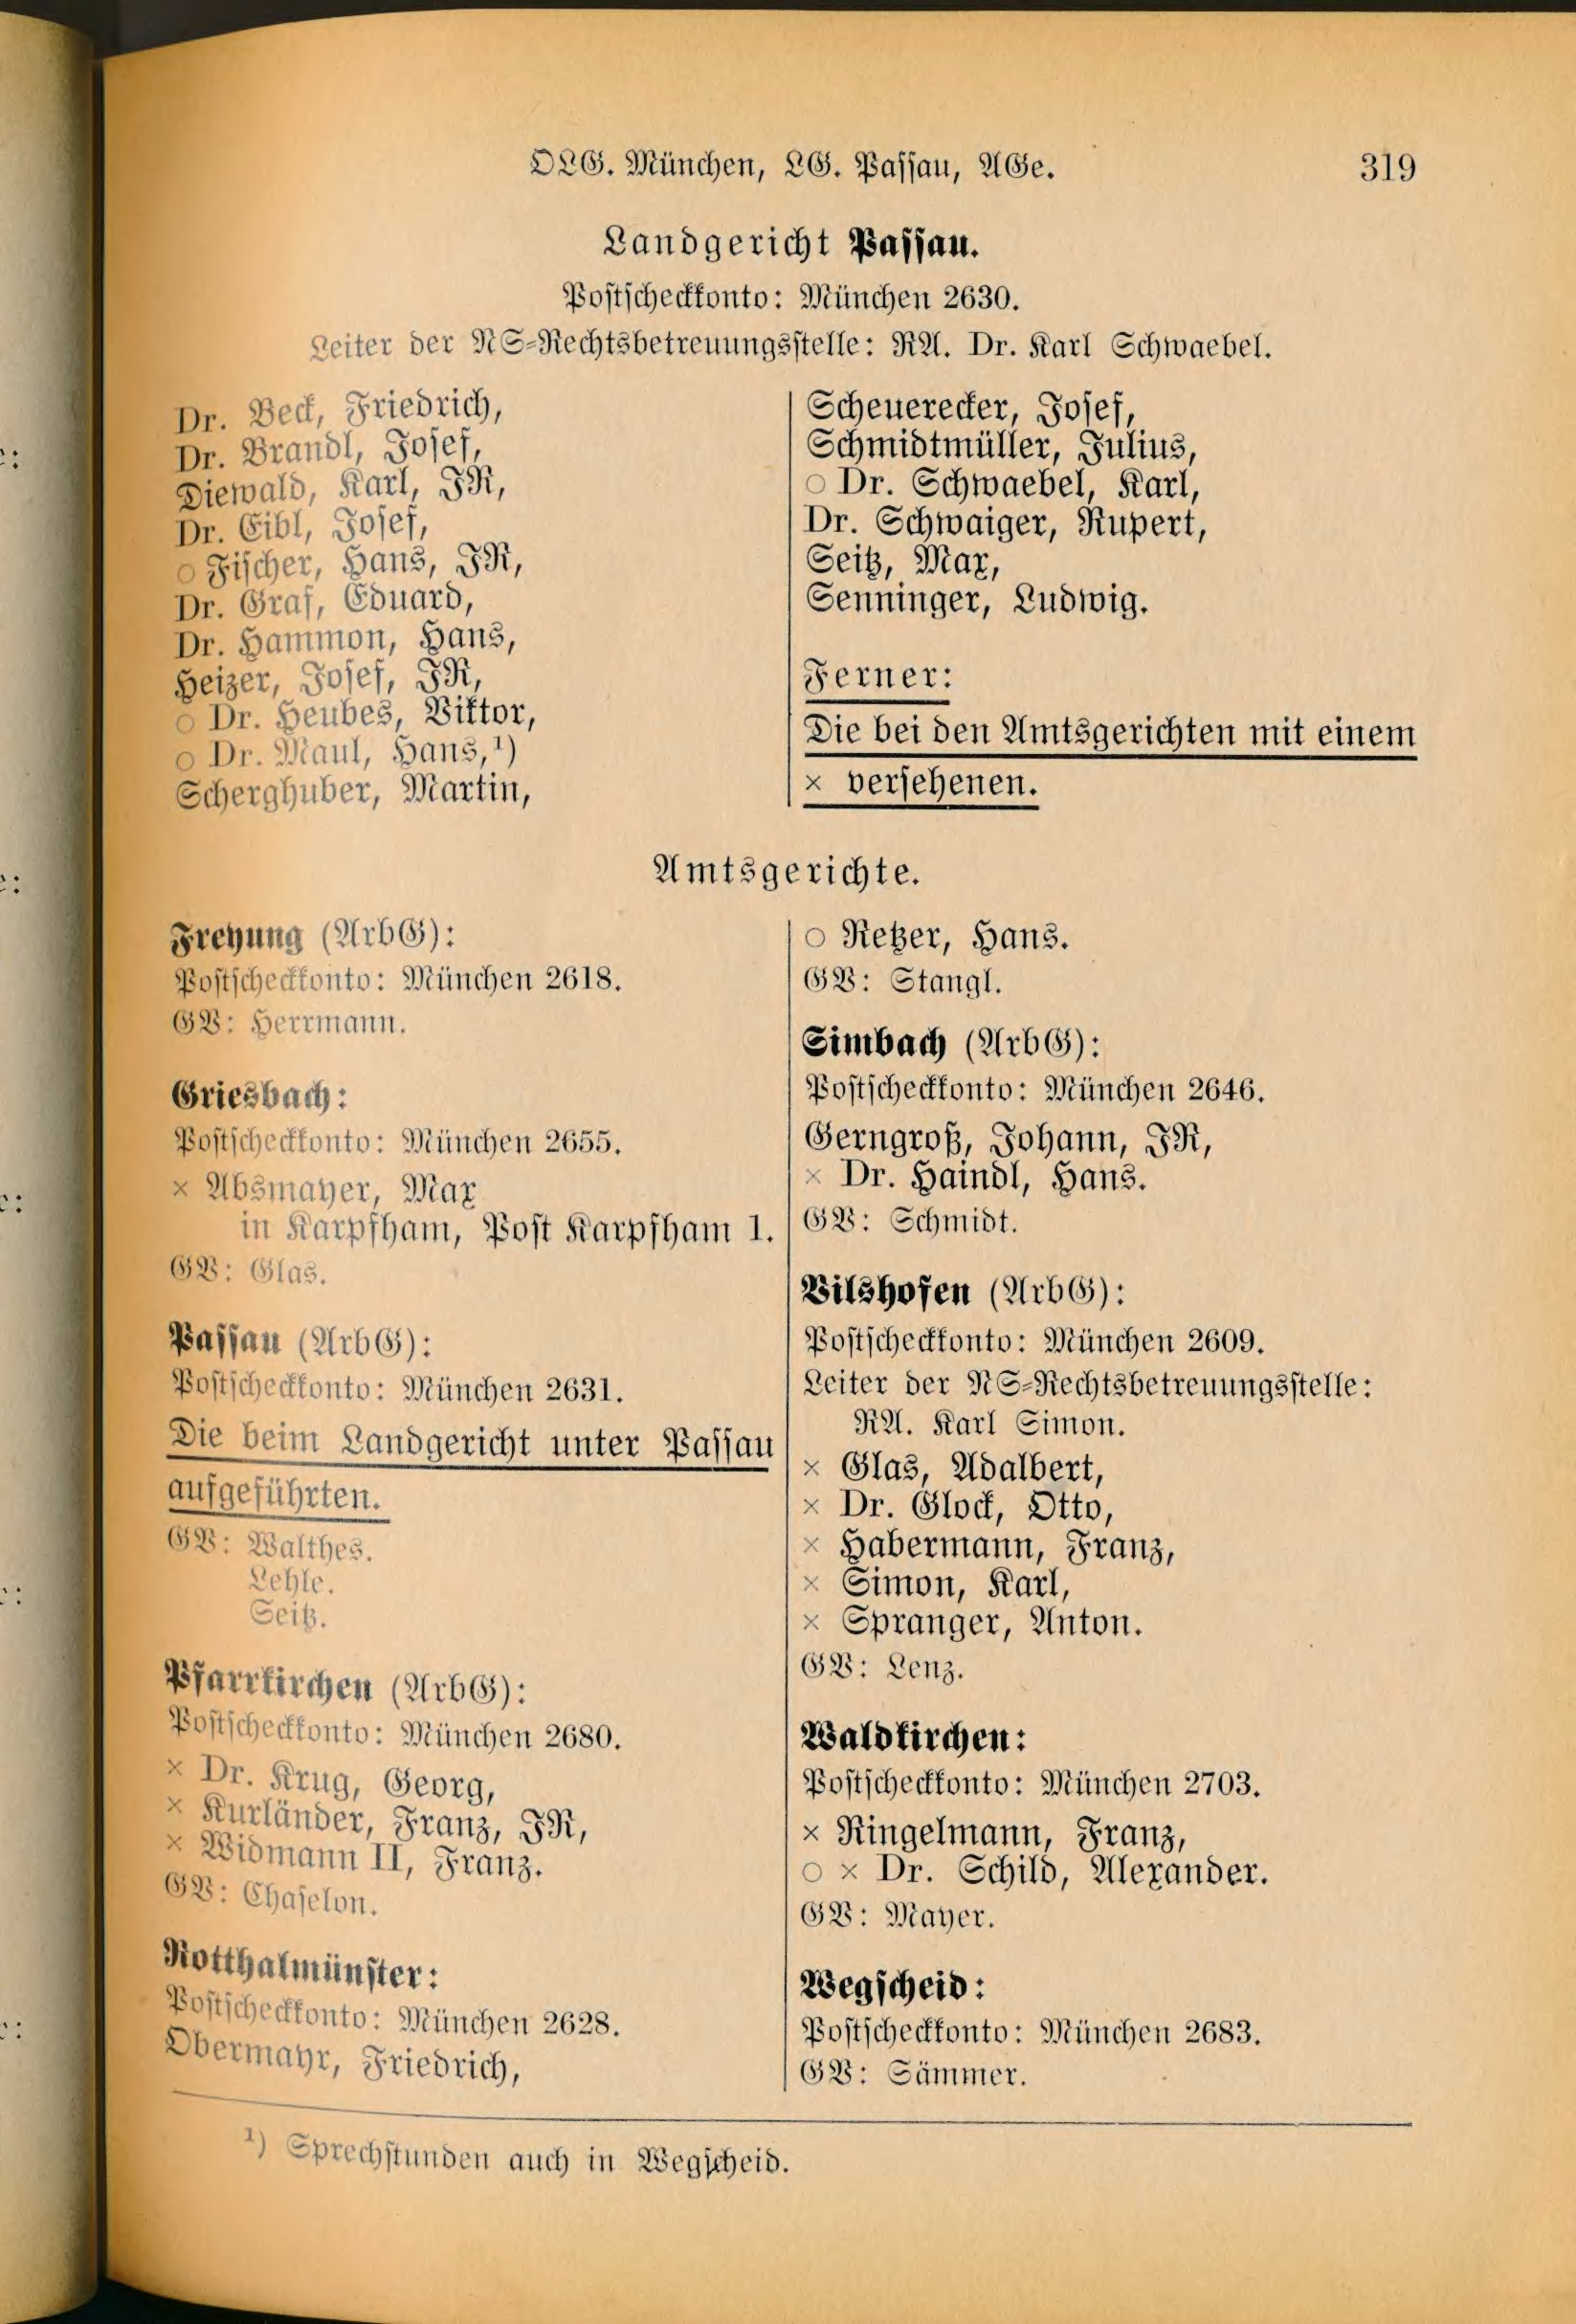 OLG. München, LG. Passau, AGe. 319
Landgericht Passau.
Postscheckkonto: München 2630.
Leiter der NS-Rechtsbetreuungsstelle: RA. Dr. Karl Schwaebel.
Dr. Beck, Friedrich,
Dr. Brandl, Josef,
Diewald, Karl, JR,
Dr. Eibl, Josef,
○ Fischer, Hans, JR,
Dr. Graf, Eduard,
Dr. Hammon, Hans,
Heizer, Josef, JR,
○ Dr. Heubes, Viktor,
○ Dr. Maul, Hans,¹)
Scherghuber, Martin,
Scheuerecker, Josef,
Schmidtmüller, Julius,
○ Dr. Schwaebel, Karl,
Dr. Schwaiger, Rupert,
Seitz, Max,
Senninger, Ludwig.
Ferner:
Die bei den Amtsgerichten mit einem
× versehenen.
Amtsgerichte.
Freyung (ArbG):
Postscheckkonto: München 2618.
GV: Herrmann.
Griesbach:
Postscheckkonto: München 2655.
× Absmayer, Max
in Karpfham, Post Karpfham 1.
GV: Glas.
Passau (ArbG):
Postscheckkonto: München 2631.
Die beim Landgericht unter Passau
aufgeführten.
GV: Walthes.
Lehle.
Seitz.
Pfarrkirchen (ArbG):
Postscheckkonto: München 2680.
× Dr. Krug, Georg,
× Kurländer, Franz, JR,
× Widmann II, Franz.
GV: Chaselon.
Rotthalmünster:
Postscheckkonto: München 2628.
Obermayr, Friedrich,
○ Retzer, Hans.
GV: Stangl.
Simbach (ArbG):
Postscheckkonto: München 2646.
Gerngroß, Johann, JR,
× Dr. Haindl, Hans.
GV: Schmidt.
Vilshofen (ArbG):
Postscheckkonto: München 2609.
Leiter der NS-Rechtsbetreuungsstelle:
RA. Karl Simon.
× Glas, Adalbert,
× Dr. Glock, Otto,
× Habermann, Franz,
× Simon, Karl,
× Spranger, Anton.
GV: Lenz.
Waldkirchen:
Postscheckkonto: München 2703.
× Ringelmann, Franz,
○ × Dr. Schild, Alexander.
GV: Mayer.
Wegscheid:
Postscheckkonto: München 2683.
GV: Sämmer.
¹) Sprechstunden auch in Wegscheid.